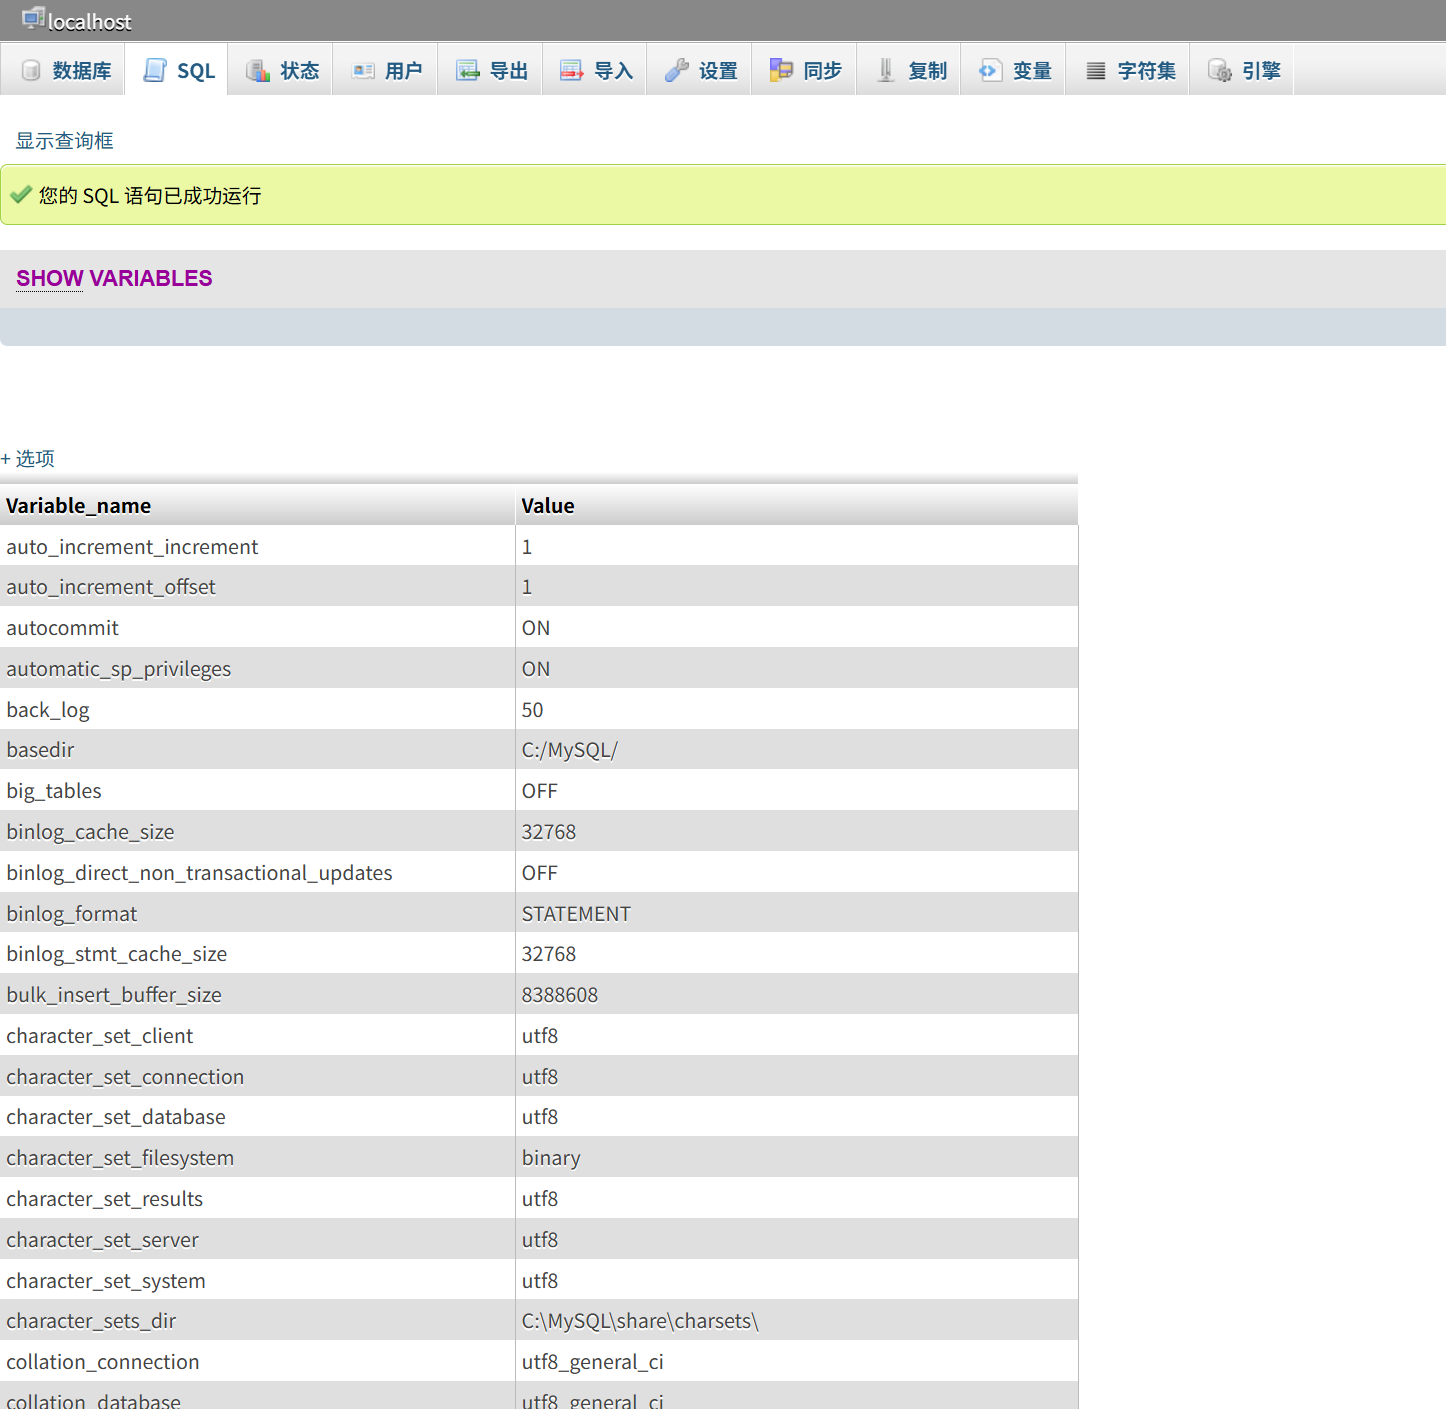 localhost
数据库 SQL 状态 用户 导出 导入 设置 同步 复制 变量 字符集 引擎
显示查询框
您的 SQL 语句已成功运行
SHOW VARIABLES
+ 选项
Variable_name Value
auto_increment_increment 1
auto_increment_offset 1
autocommit ON
automatic_sp_privileges ON
back_log 50
basedir C:/MySQL/
big_tables OFF
binlog_cache_size 32768
binlog_direct_non_transactional_updates OFF
binlog_format STATEMENT
binlog_stmt_cache_size 32768
bulk_insert_buffer_size 8388608
character_set_client utf8
character_set_connection utf8
character_set_database utf8
character_set_filesystem binary
character_set_results utf8
character_set_server utf8
character_set_system utf8
character_sets_dir C:\MySQL\share\charsets\
collation_connection utf8_general_ci
collation_database utf8_general_ci